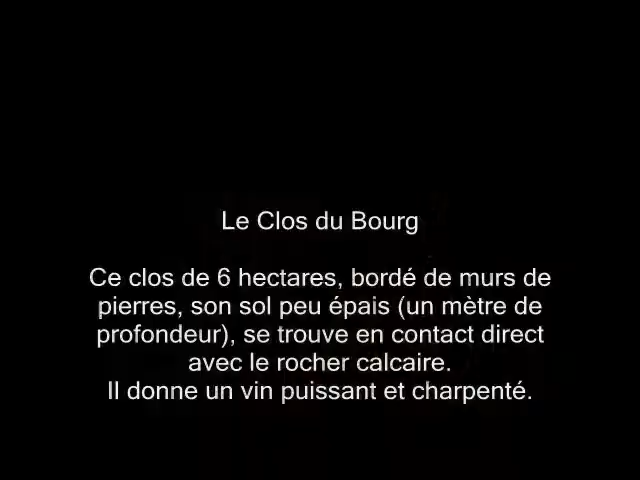 Le Clos du Bourg
Ce clos de 6 hectares, bordé de murs de
pierres, son sol peu épais (un mètre de
profondeur), se trouve en contact direct
avec le rocher calcaire.
Il donne un vin puissant et charpenté.